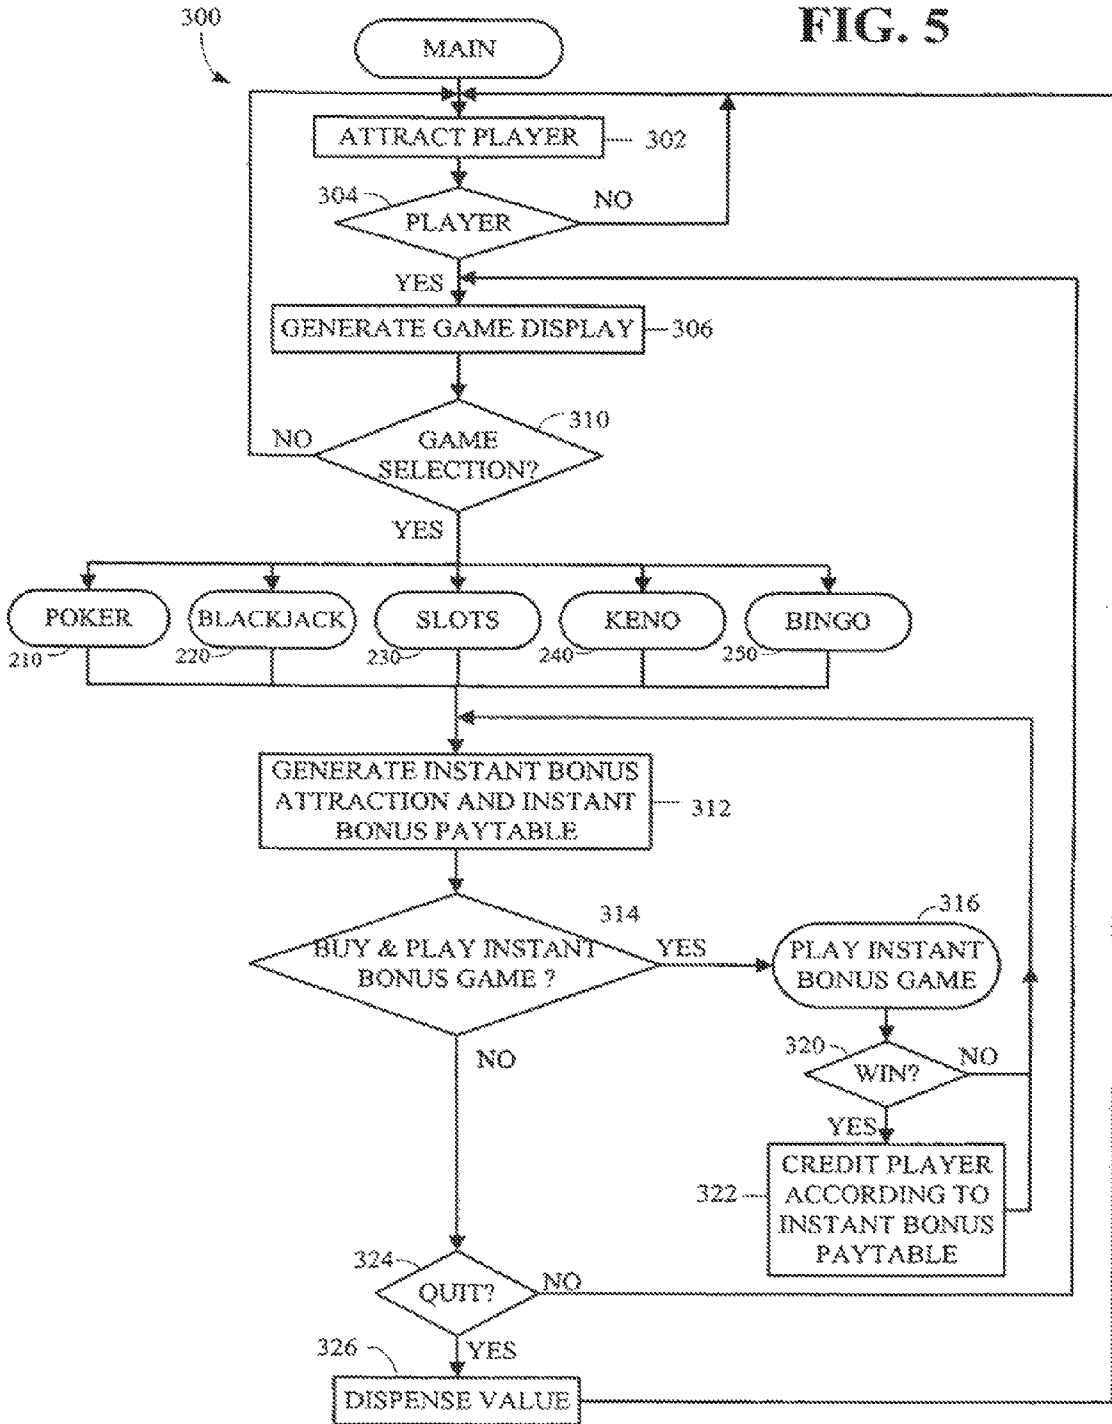 FIG. 5
300
MAIN
ATTRACT PLAYER
302
304
PLAYER
NO
YES
GENERATE GAME DISPLAY
306
310
NO
GAME
SELECTION?
YES
POKER
BLACKJACK
SLOTS
KENO
BINGO
210
220
230
240
250
GENERATE INSTANT BONUS
ATTRACTION AND INSTANT
BONUS PAYTABLE
312
314
BUY & PLAY INSTANT
BONUS GAME ?
YES
NO
316
PLAY INSTANT
BONUS GAME
320
WIN?
NO
YES
322
CREDIT PLAYER
ACCORDING TO
INSTANT BONUS
PAYTABLE
324
QUIT?
NO
YES
326
DISPENSE VALUE